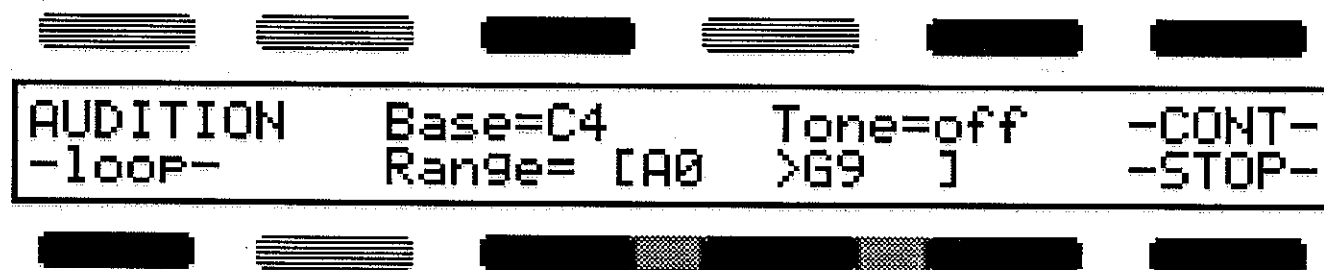 AUDITION Base=C4 Tone=off -CONT-
-loop- Range= [A0 >G9 ] -STOP-